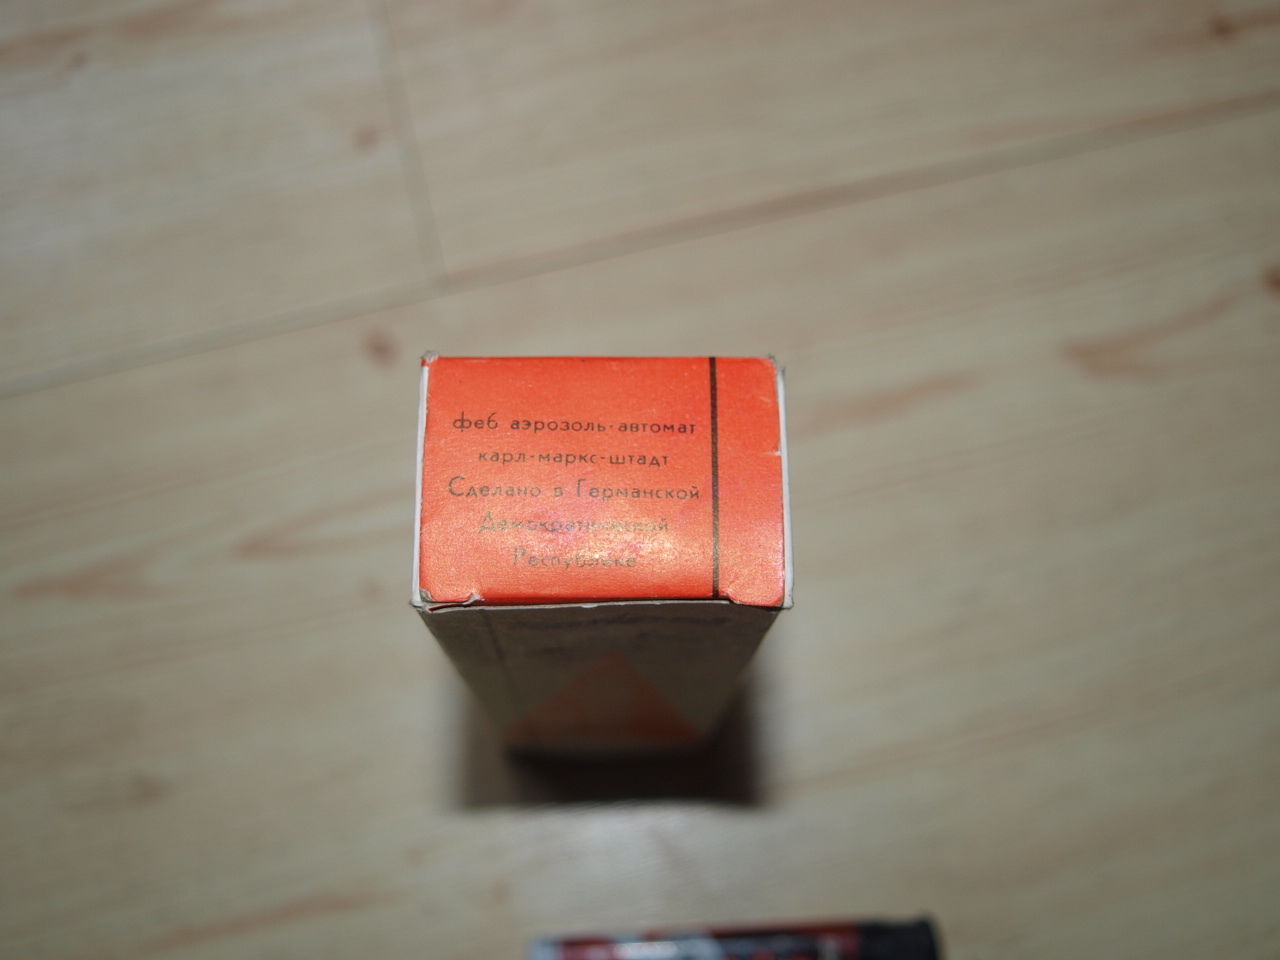 феб аэрозоль-автомат
карл-маркс-штадт
Сделано в Германской
Демократической
Республике